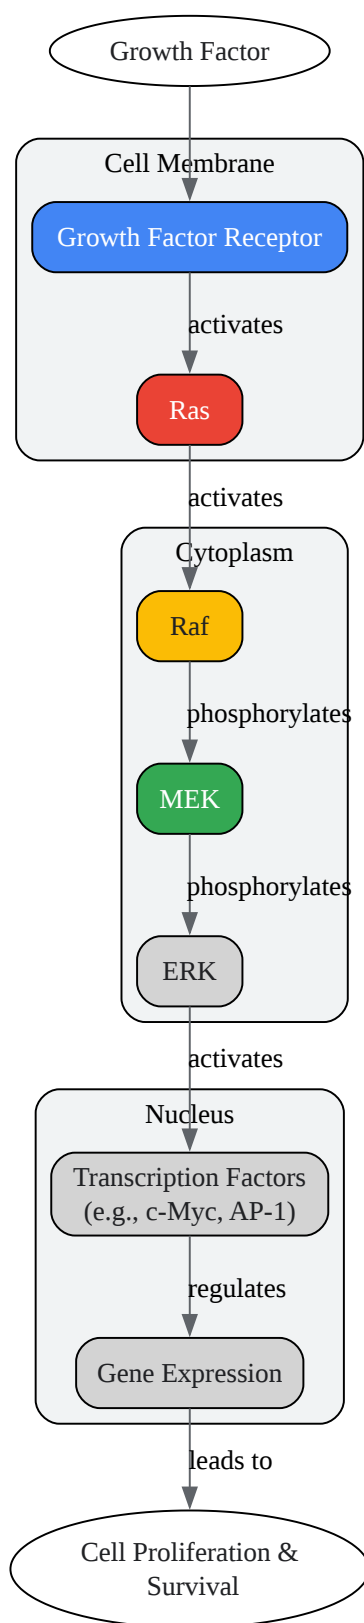 Growth Factor
Cell Membrane
Growth Factor Receptor
activates
Ras
activates
Cytoplasm
Raf
phosphorylates
MEK
phosphorylates
ERK
activates
Nucleus
Transcription Factors
(e.g., c-Myc, AP-1)
regulates
Gene Expression
leads to
Cell Proliferation &
Survival